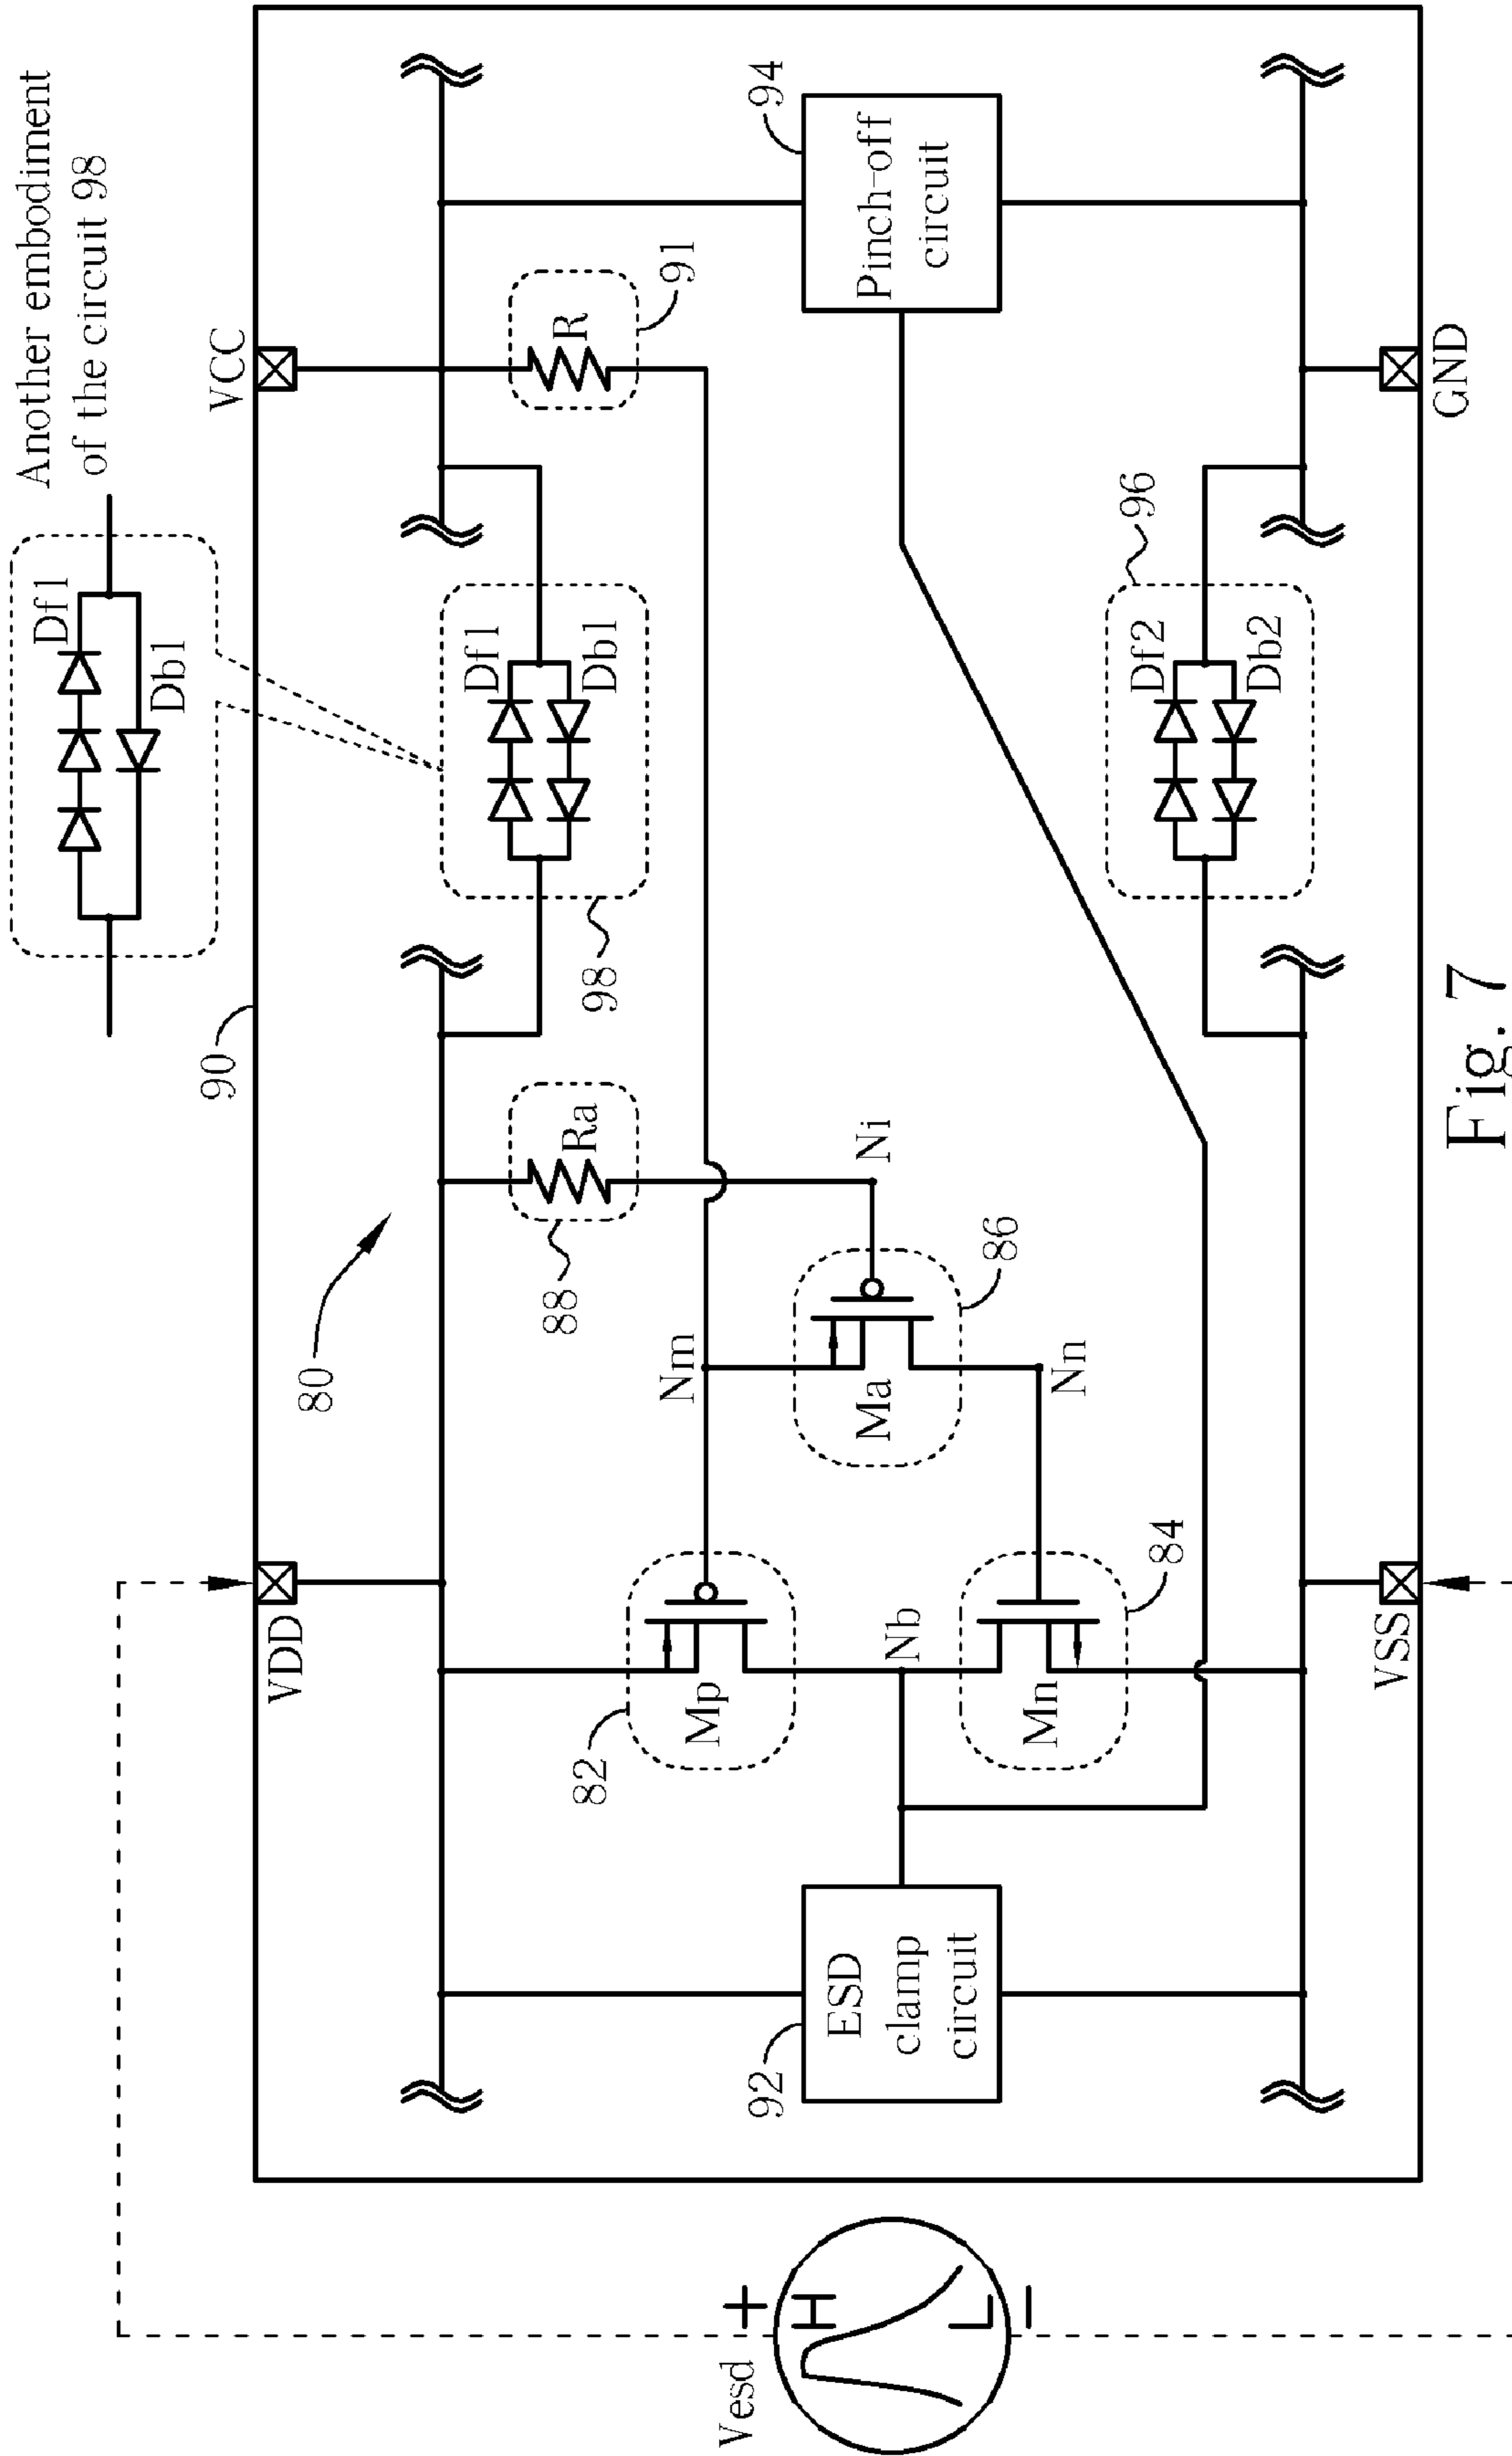 Another embodiment
of the circuit 98
Df1
Db1
90
VDD
VCC
80
88
Ra
98
Df1
Db1
R
91
82
Mp
Nm
Ni
Ma
86
Nn
Nb
Mn
84
92
ESD
clamp
circuit
94
Pinch-off
circuit
96
Df2
Db2
VSS
GND
Vesd
+
H
L
−
Fig. 7